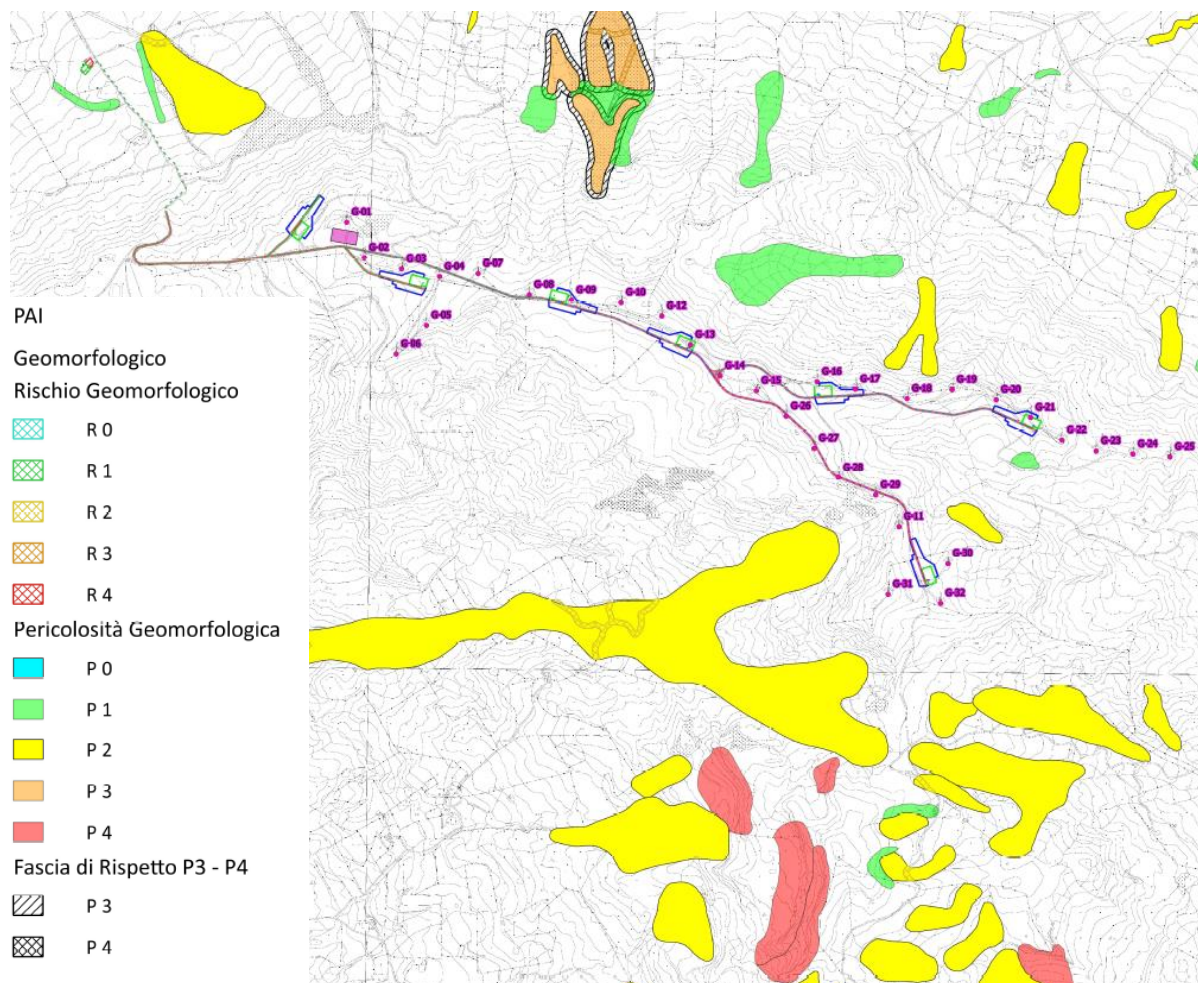 G-01
G-02
G-03
G-04
G-07
G-08
G-09
G-10
G-12
G-05
G-06
G-13
G-14
G-15
G-16
G-17
G-18
G-19
G-20
G-21
G-22
G-23
G-24
G-25
G-26
G-27
G-28
G-29
G-11
G-30
G-31
G-32
PAI
Geomorfologico
Rischio Geomorfologico
R 0
R 1
R 2
R 3
R 4
Pericolosità Geomorfologica
P 0
P 1
P 2
P 3
P 4
Fascia di Rispetto P3 - P4
P 3
P 4